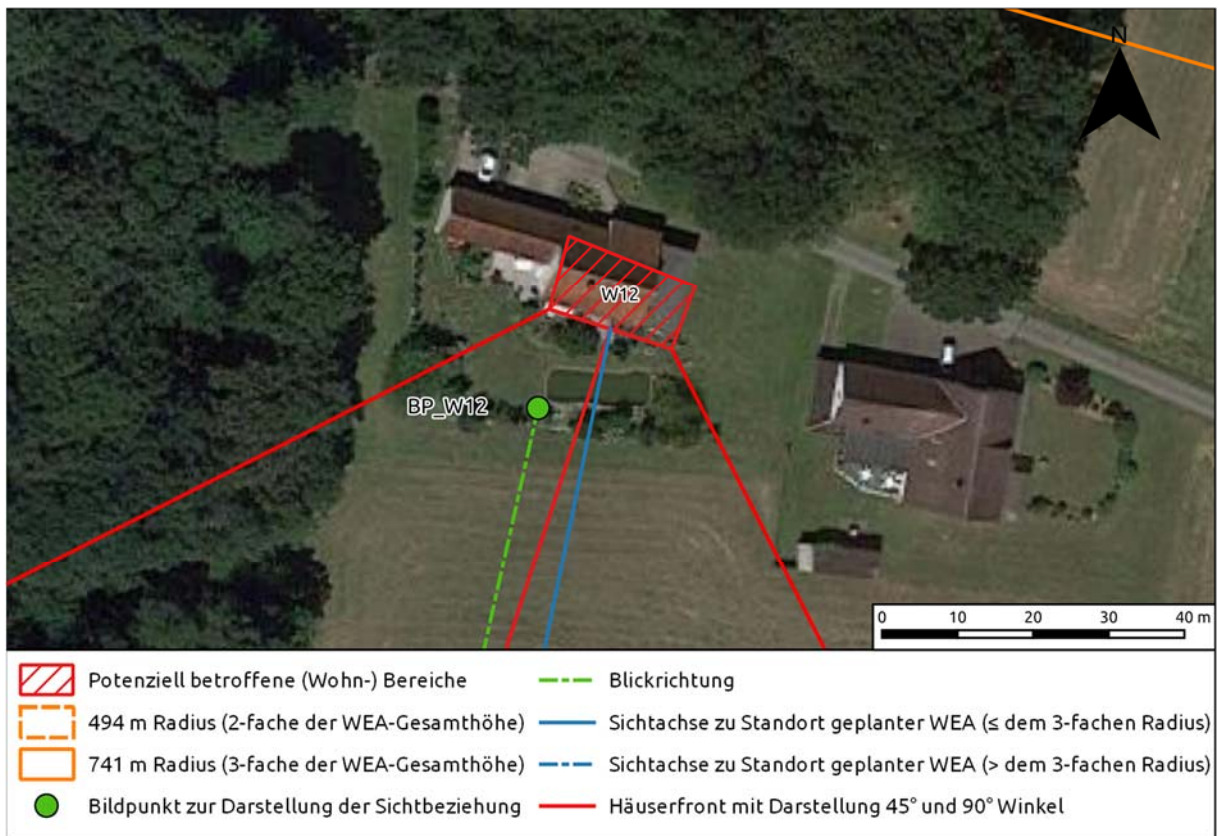 N
W12
BP_W12
0 10 20 30 40 m
Potenziell betroffene (Wohn-) Bereiche
494 m Radius (2-fache der WEA-Gesamthöhe)
741 m Radius (3-fache der WEA-Gesamthöhe)
Bildpunkt zur Darstellung der Sichtbeziehung
Blickrichtung
Sichtachse zu Standort geplanter WEA (≤ dem 3-fachen Radius)
Sichtachse zu Standort geplanter WEA (> dem 3-fachen Radius)
Häuserfront mit Darstellung 45° und 90° Winkel